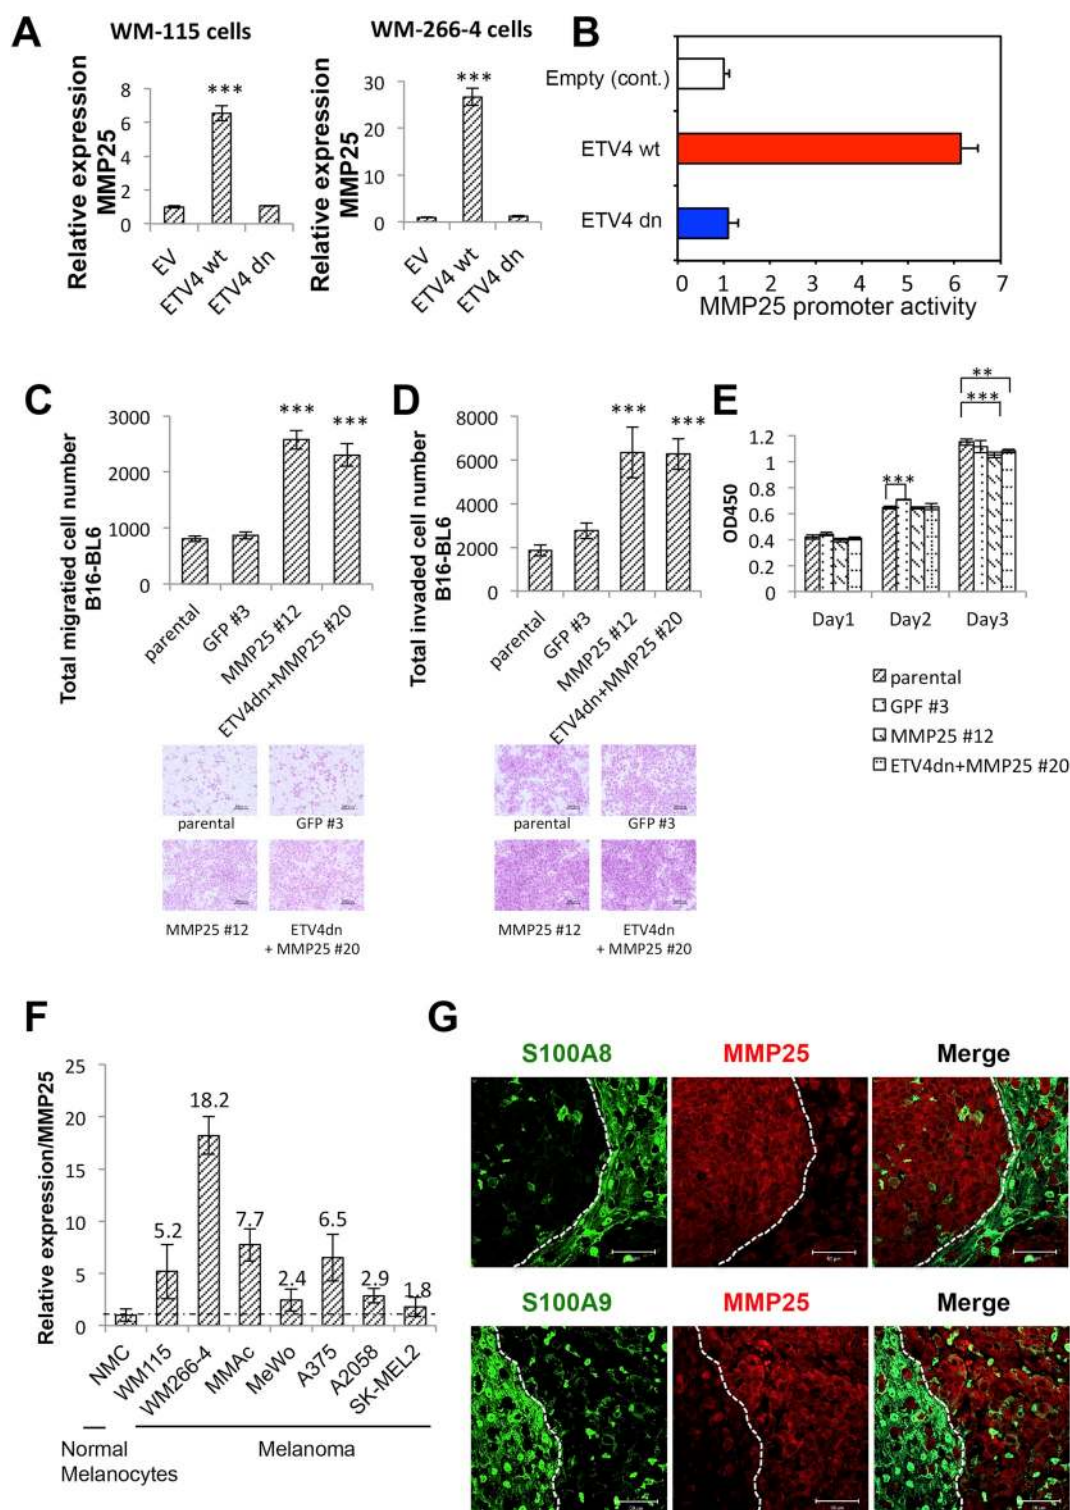 A
WM-115 cells
WM-266-4 cells
Relative expression
MMP25
8
6
4
2
0
***
EV
ETV4 wt
ETV4 dn
Relative expression
MMP25
30
20
10
0
***
EV
ETV4 wt
ETV4 dn
B
Empty (cont.)
ETV4 wt
ETV4 dn
0 1 2 3 4 5 6 7
MMP25 promoter activity
C
Total migratied cell number
B16-BL6
3000
2000
1000
0
***
***
parental
GFP #3
MMP25 #12
ETV4dn+MMP25 #20
parental
GFP #3
MMP25 #12
ETV4dn
+ MMP25 #20
D
Total invaded cell number
B16-BL6
8000
6000
4000
2000
0
***
***
parental
GFP #3
MMP25 #12
ETV4dn+MMP25 #20
parental
GFP #3
MMP25 #12
ETV4dn
+ MMP25 #20
E
OD450
1.2
1
0.8
0.6
0.4
0.2
0
***
**
***
Day1 Day2 Day3
parental
GPF #3
MMP25 #12
ETV4dn+MMP25 #20
F
Relative expression/MMP25
25
20
15
10
5
0
5.2
18.2
7.7
2.4
6.5
2.9
1.8
NMC
WM115
WM266-4
MMAc
MeWo
A375
A2058
SK-MEL2
Normal
Melanocytes
Melanoma
G
S100A8
MMP25
Merge
S100A9
MMP25
Merge